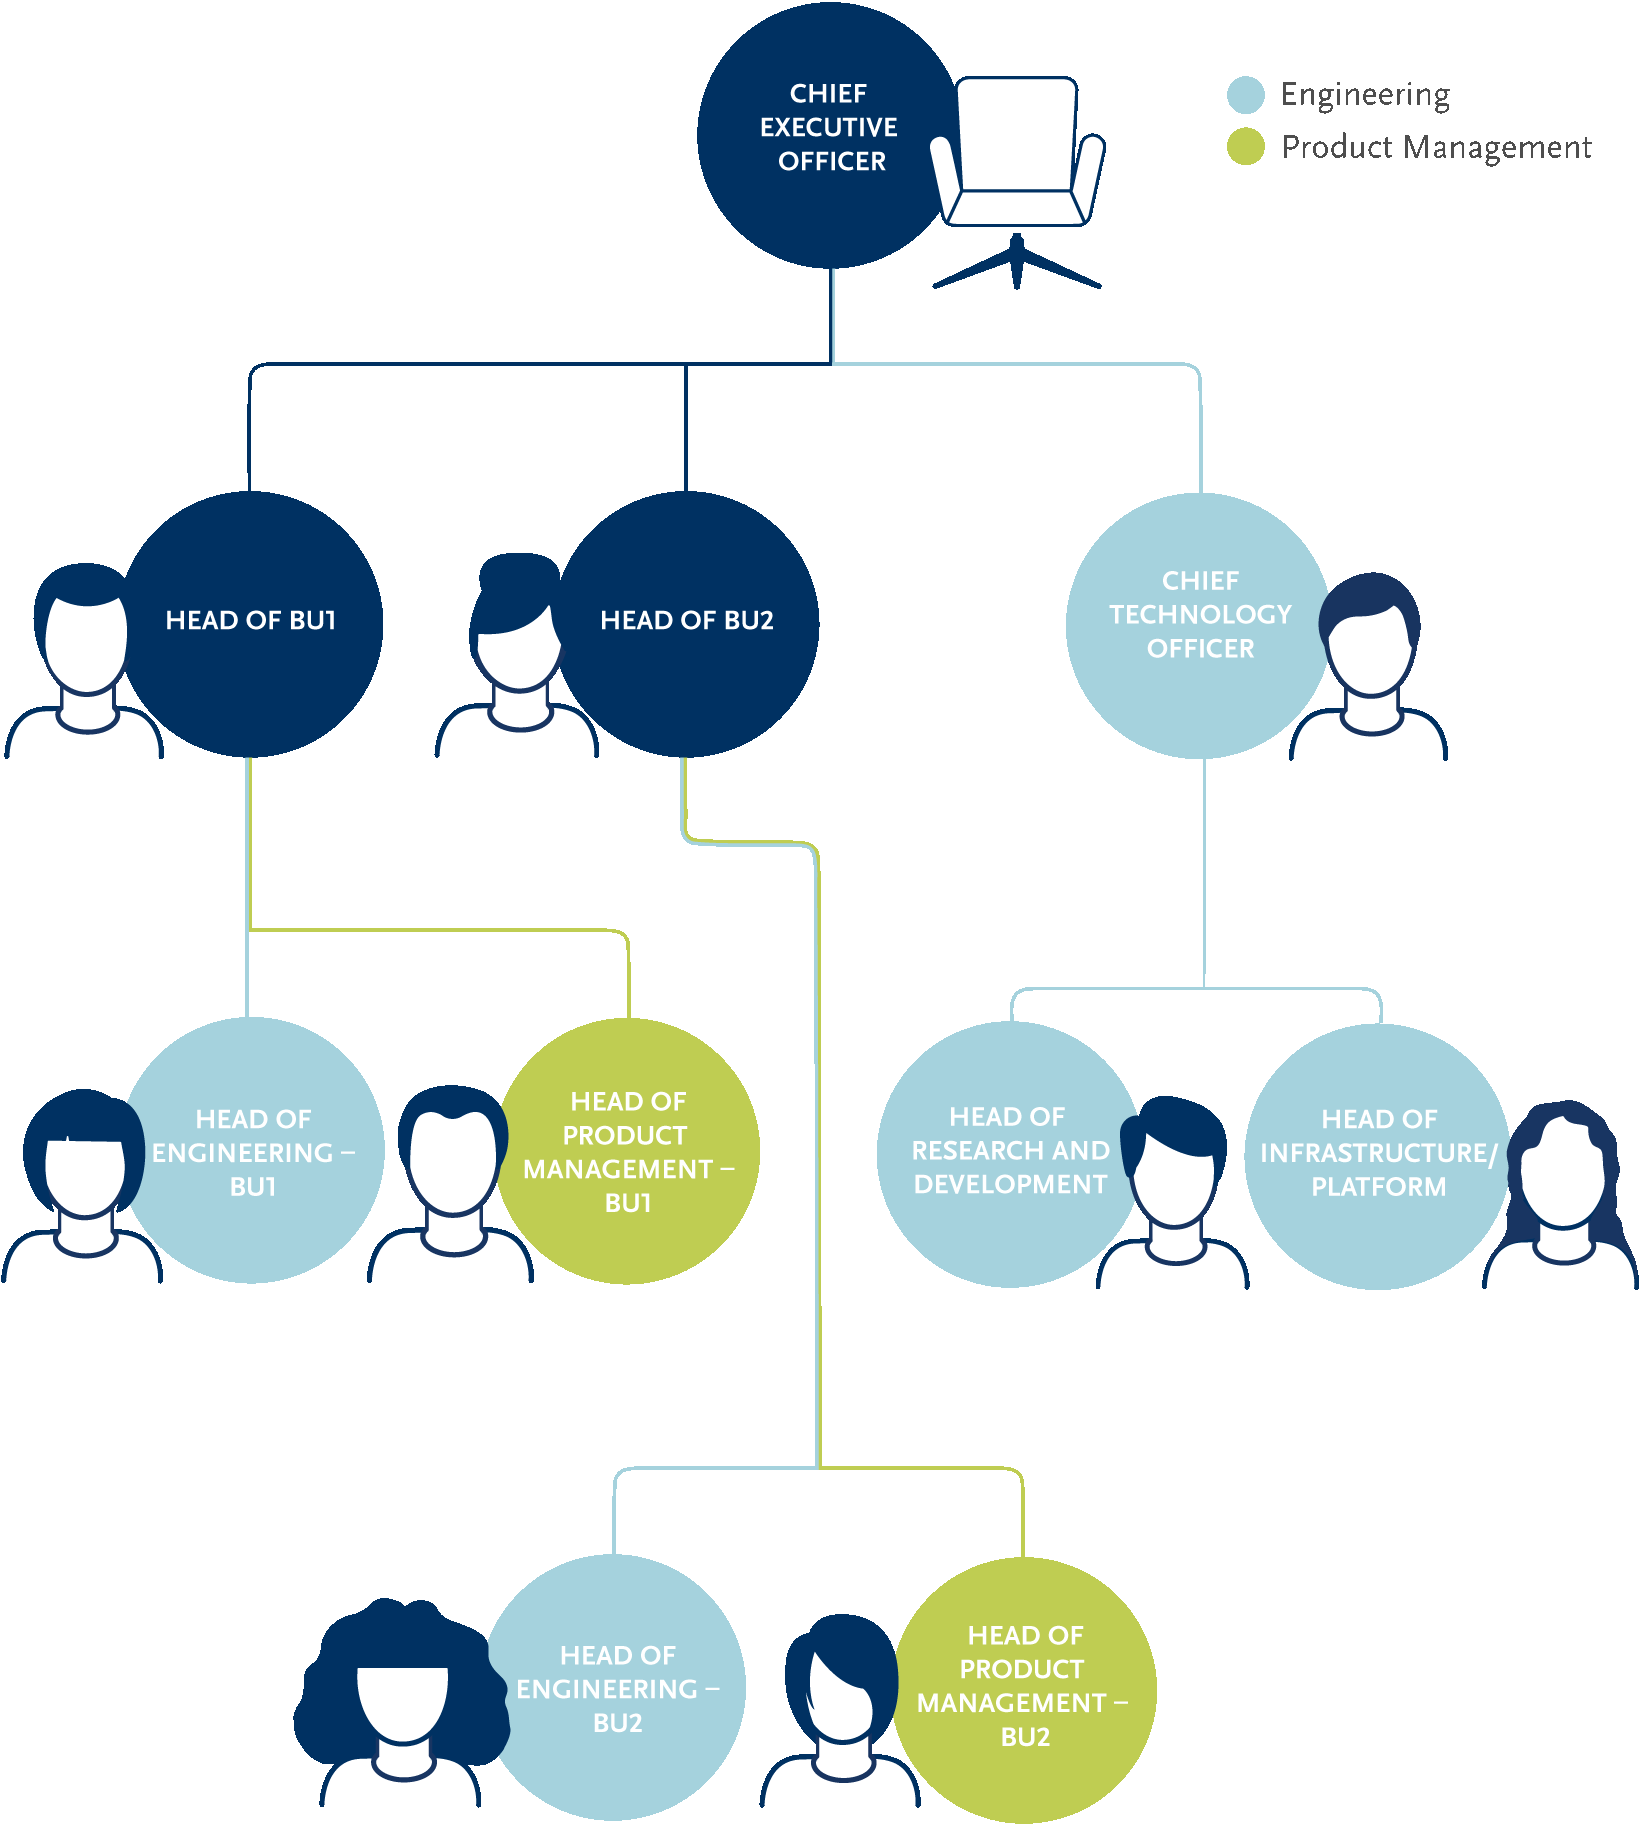 CHIEF
EXECUTIVE
OFFICER
Engineering
Product Management
HEAD OF BU1
HEAD OF BU2
CHIEF
TECHNOLOGY
OFFICER
HEAD OF
ENGINEERING –
BU1
HEAD OF
PRODUCT
MANAGEMENT –
BU1
HEAD OF
RESEARCH AND
DEVELOPMENT
HEAD OF
INFRASTRUCTURE/
PLATFORM
HEAD OF
ENGINEERING –
BU2
HEAD OF
PRODUCT
MANAGEMENT –
BU2